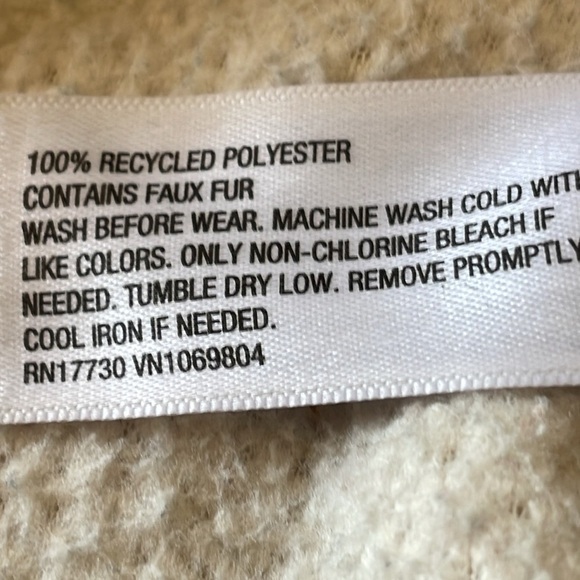 100% RECYCLED POLYESTER
CONTAINS FAUX FUR
WASH BEFORE WEAR. MACHINE WASH COLD WITH
LIKE COLORS. ONLY NON-CHLORINE BLEACH IF
NEEDED. TUMBLE DRY LOW. REMOVE PROMPTLY
COOL IRON IF NEEDED.
RN17730 VN1069804